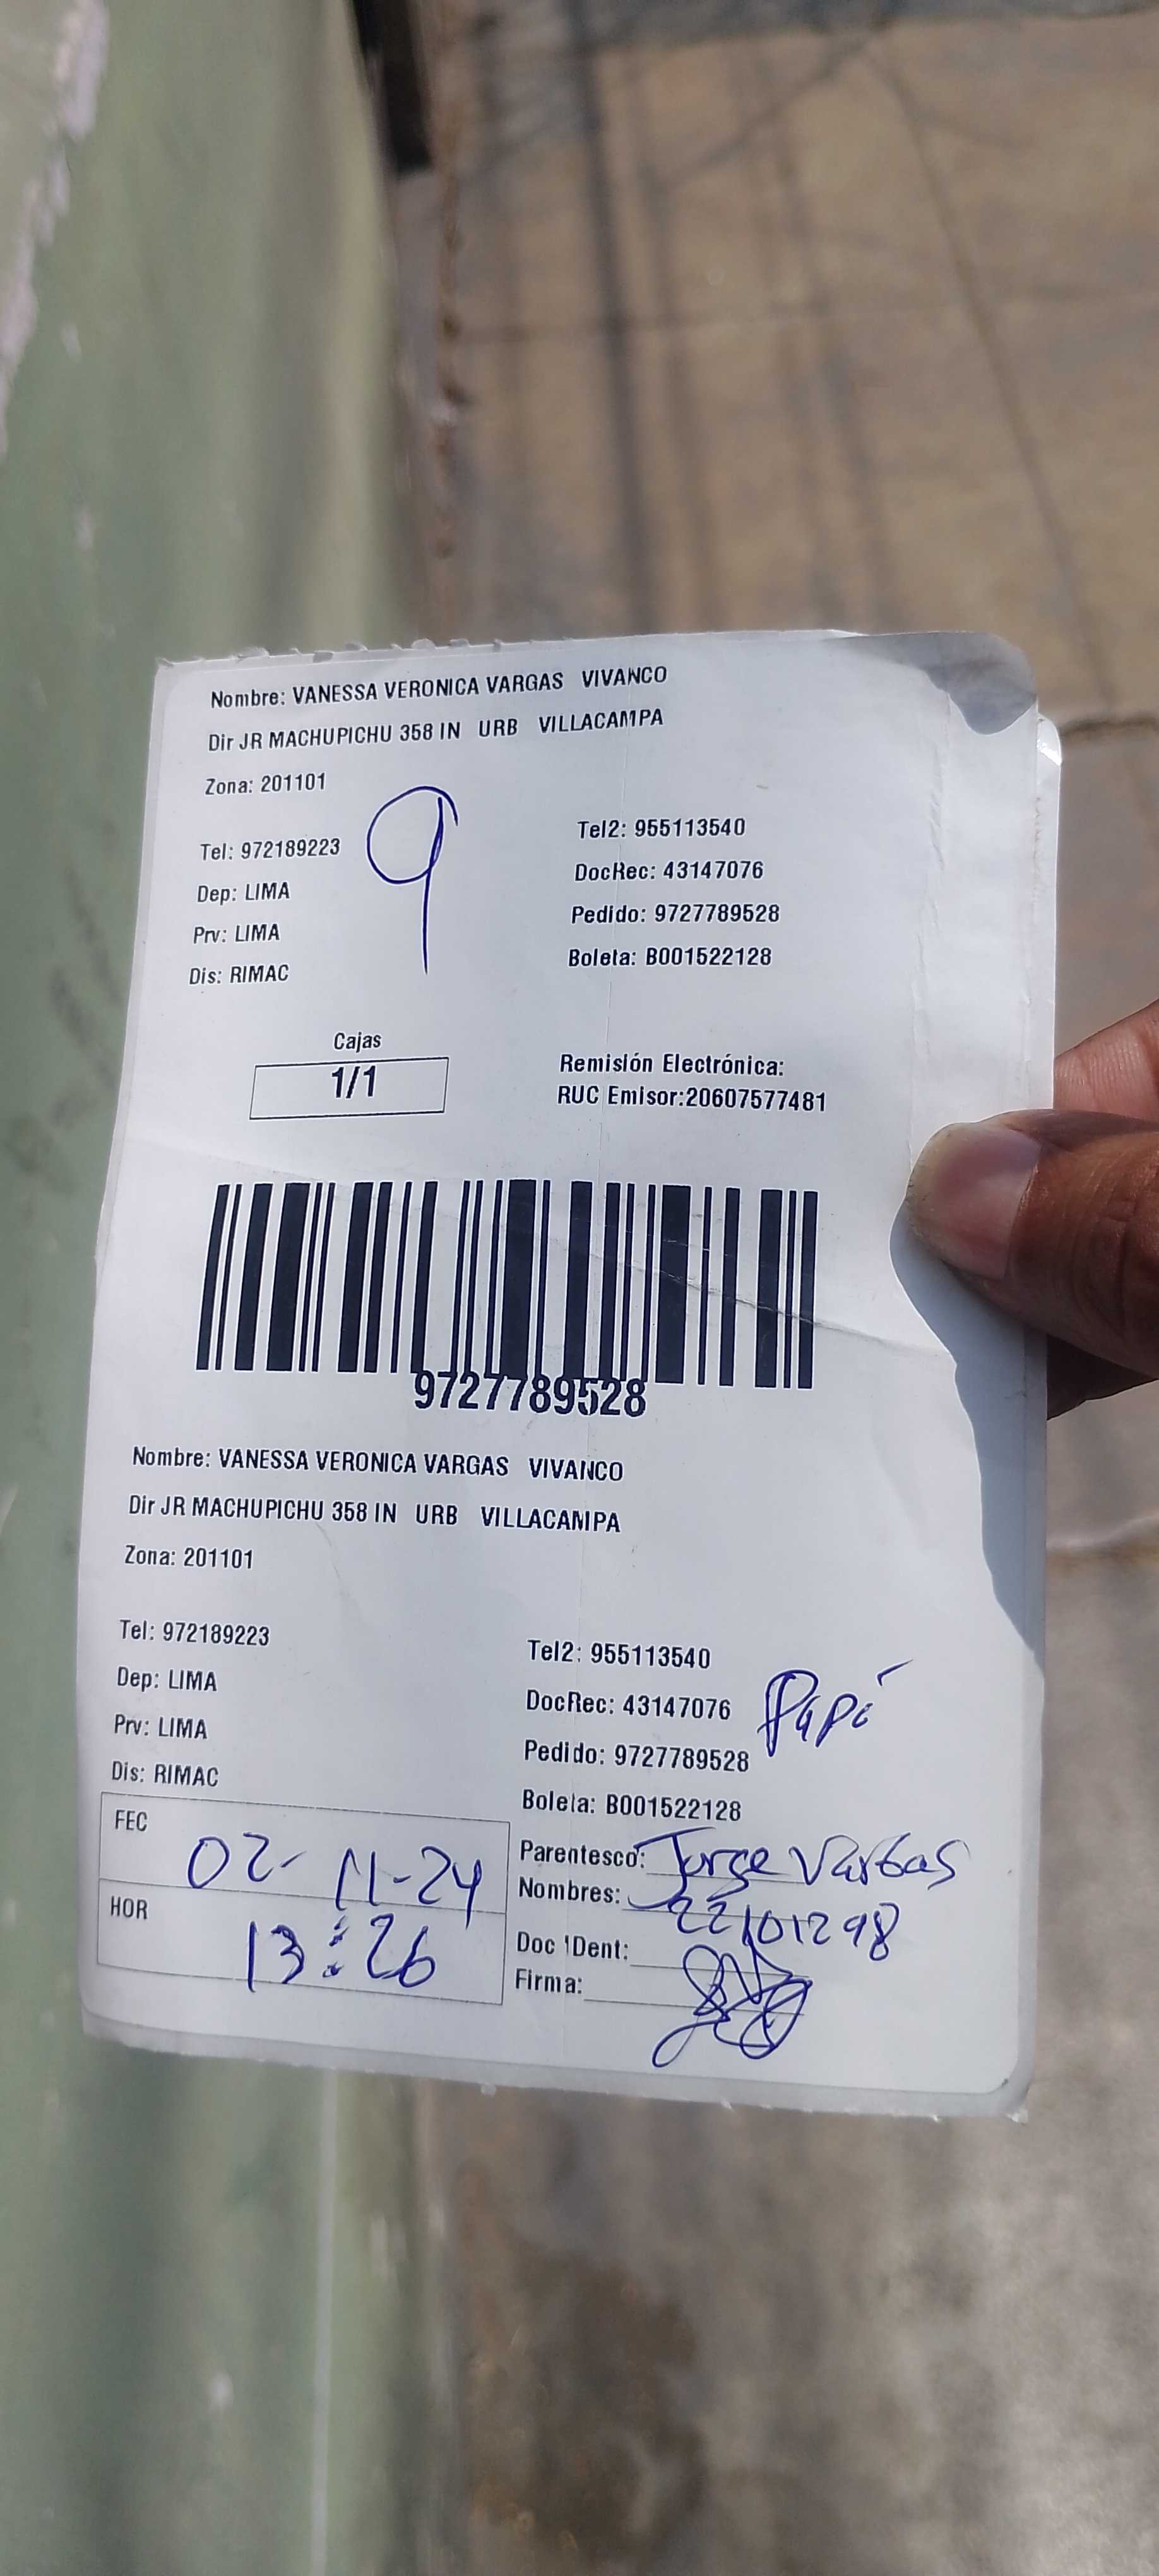 Nombre: VANESSA VERONICA VARGAS VIVANCO
Dir JR MACHUPICHU 358 IN URB VILLACAMPA
Zona: 201101
9
Tel: 972189223 Tel2: 955113540
DocRec: 43147076
Dep: LIMA
Pedido: 9727789528
Prv: LIMA
Boleta: B001522128
Dis: RIMAC
Cajas
1/1
Remisión Electrónica:
RUC Emisor:20607577481
9727789528
Nombre: VANESSA VERONICA VARGAS VIVANCO
Dir JR MACHUPICHU 358 IN URB VILLACAMPA
Zona: 201101
Tel: 972189223 Tel2: 955113540
Dep: LIMA DocRec: 43147076 Papá
Prv: LIMA Pedido: 9727789528
Dis: RIMAC Boleta: B001522128
FEC 02-11-24
HOR 13:26
Parentesco: Jorge Vargas
Nombres: 22101298
Doc IDent:
Firma: